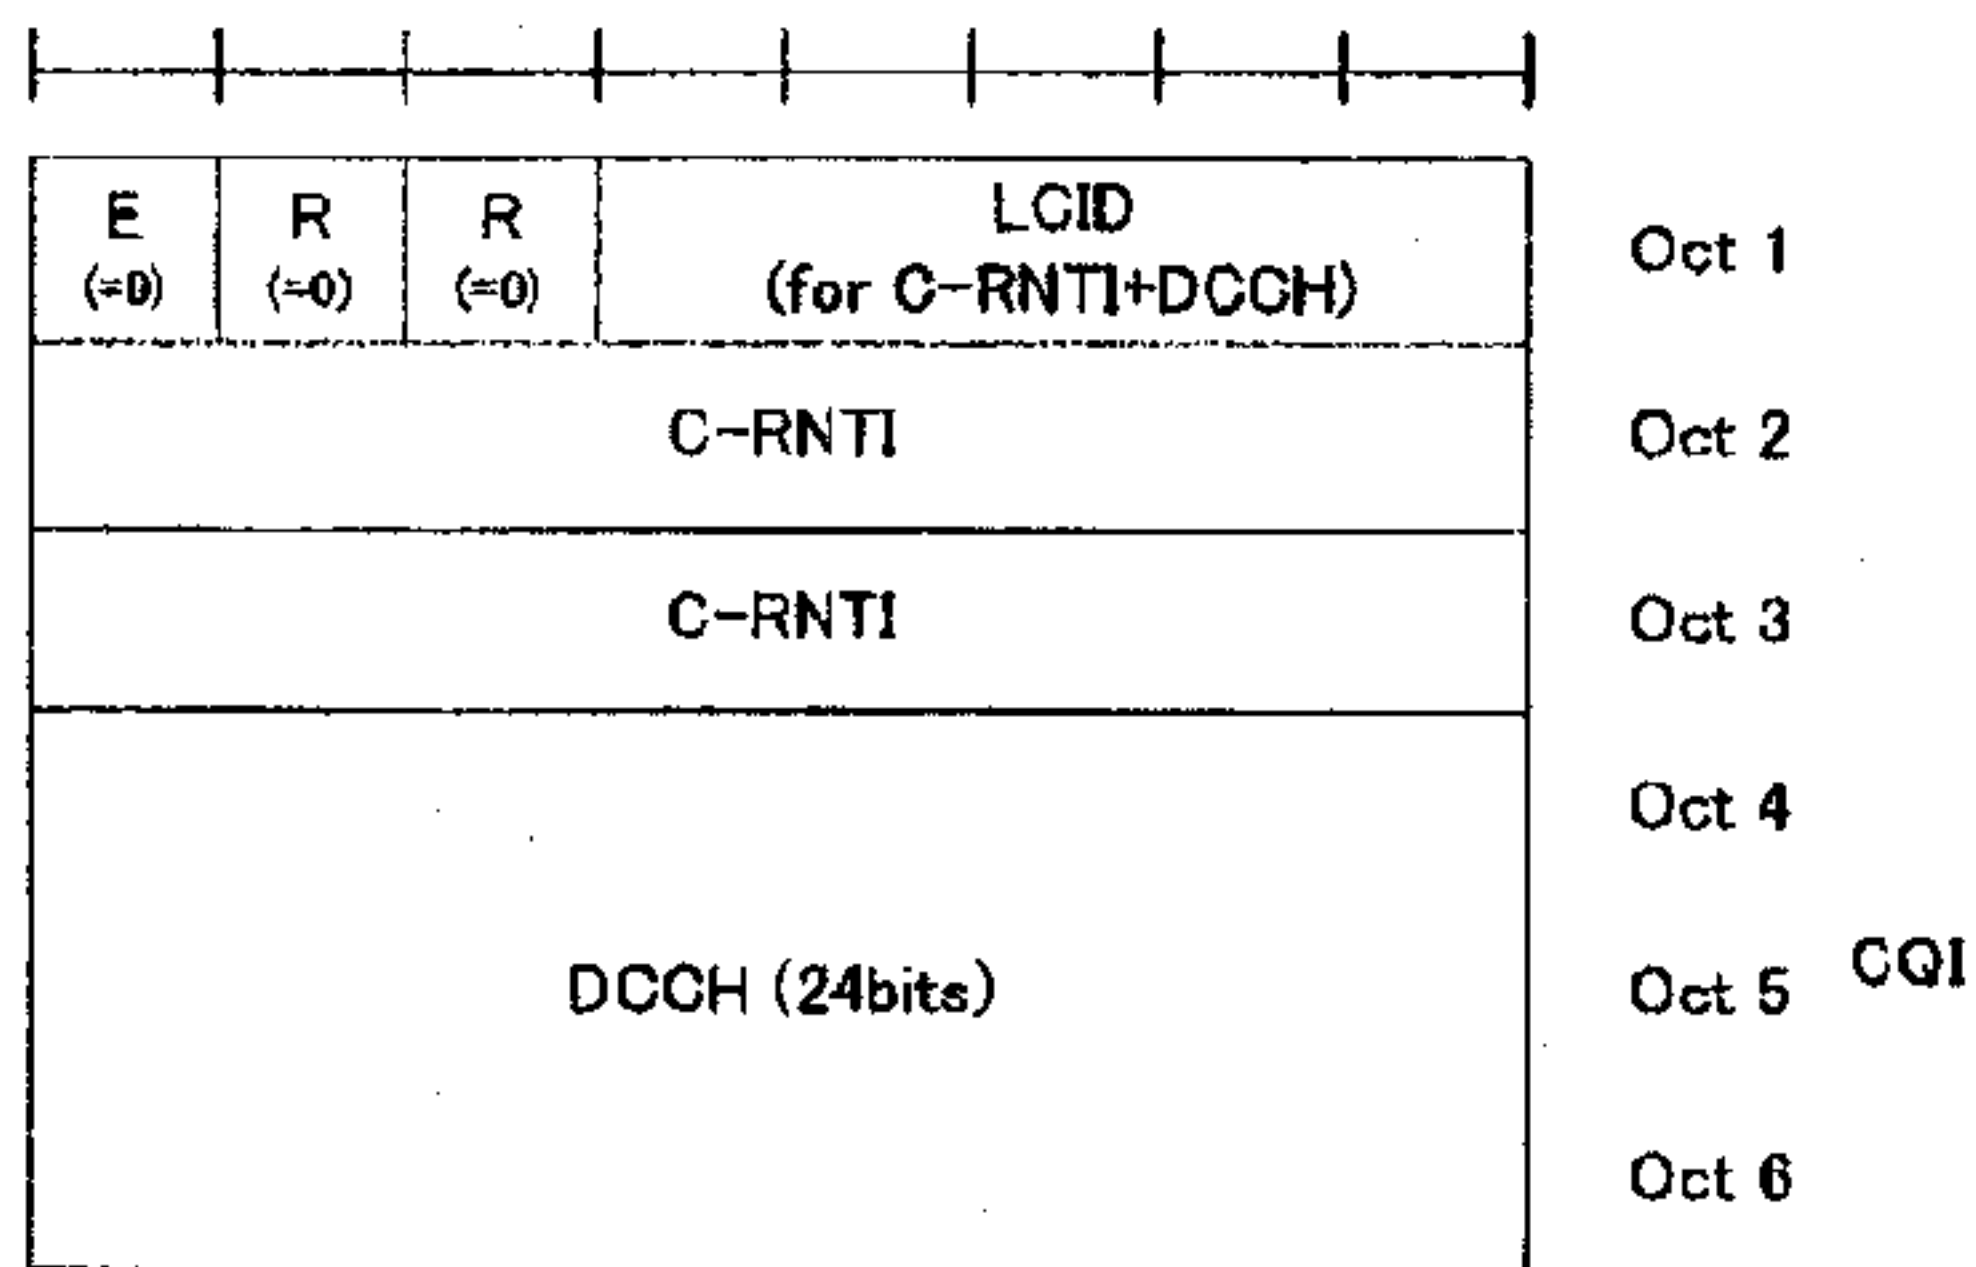 E R R LCID
(=0) (=0) (=0) (for C-RNTI+DCCH) Oct 1
C-RNTI Oct 2
C-RNTI Oct 3
Oct 4
DCCH (24bits) Oct 5 CQI
Oct 6